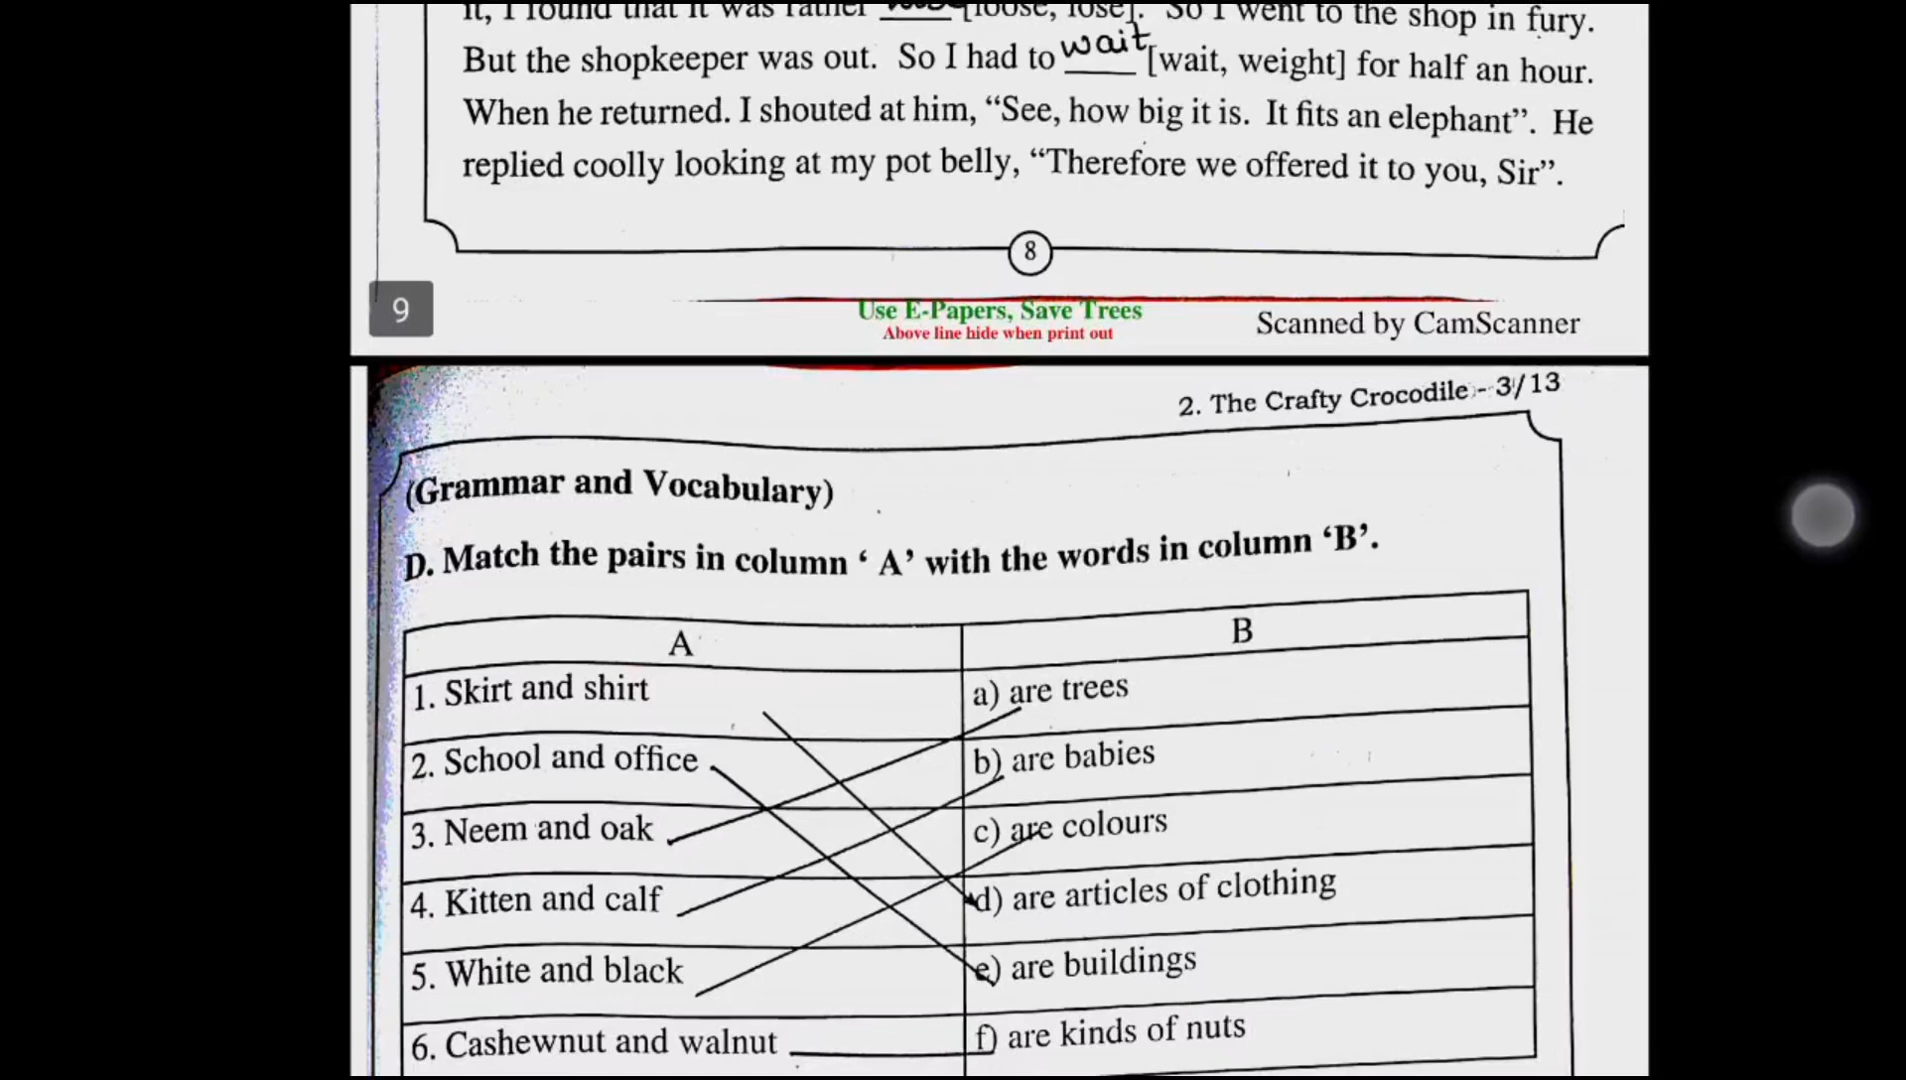 it, I found that it was rather [loose, lose]. So I went to the shop in fury.
But the shopkeeper was out. So I had to wait [wait, weight] for half an hour.
When he returned. I shouted at him, “See, how big it is. It fits an elephant”. He
replied coolly looking at my pot belly, “Therefore we offered it to you, Sir”.
8
9
Use E-Papers, Save Trees
Above line hide when print out
Scanned by CamScanner
2. The Crafty Crocodile - 3/13
(Grammar and Vocabulary)
D. Match the pairs in column ‘ A’ with the words in column ‘B’.
A B
1. Skirt and shirt a) are trees
2. School and office b) are babies
3. Neem and oak c) are colours
4. Kitten and calf d) are articles of clothing
5. White and black e) are buildings
6. Cashewnut and walnut f) are kinds of nuts